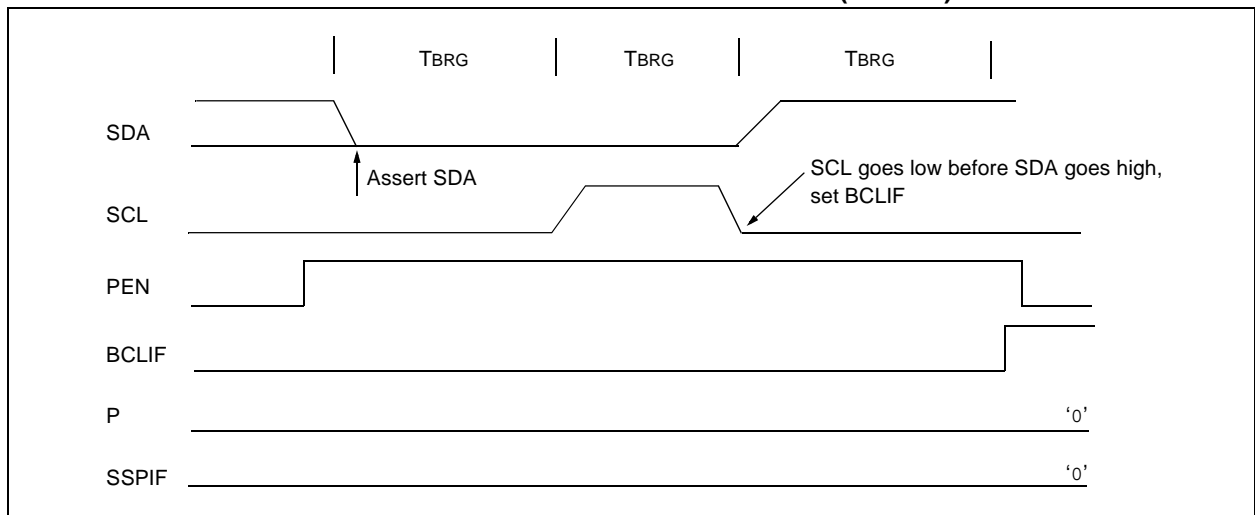 TBRG TBRG TBRG
SDA
Assert SDA
SCL goes low before SDA goes high,
set BCLIF
SCL
PEN
BCLIF
P
‘0’
SSPIF
‘0’